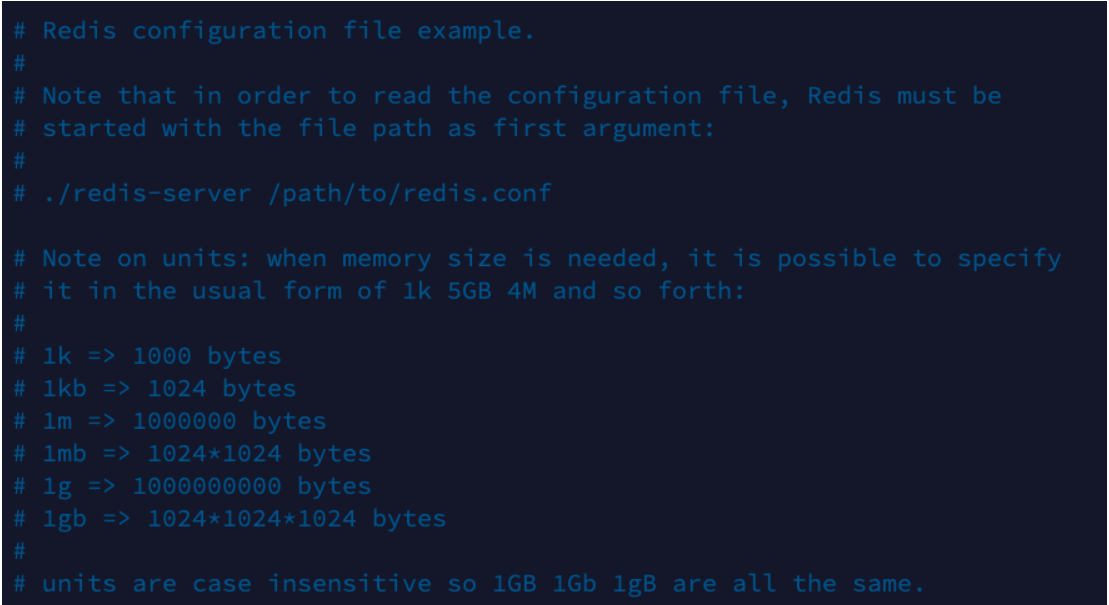 # Redis configuration file example.
#
# Note that in order to read the configuration file, Redis must be
# started with the file path as first argument:
#
# ./redis-server /path/to/redis.conf
# Note on units: when memory size is needed, it is possible to specify
# it in the usual form of 1k 5GB 4M and so forth:
#
# 1k => 1000 bytes
# 1kb => 1024 bytes
# 1m => 1000000 bytes
# 1mb => 1024*1024 bytes
# 1g => 1000000000 bytes
# 1gb => 1024*1024*1024 bytes
#
# units are case insensitive so 1GB 1Gb 1gB are all the same.